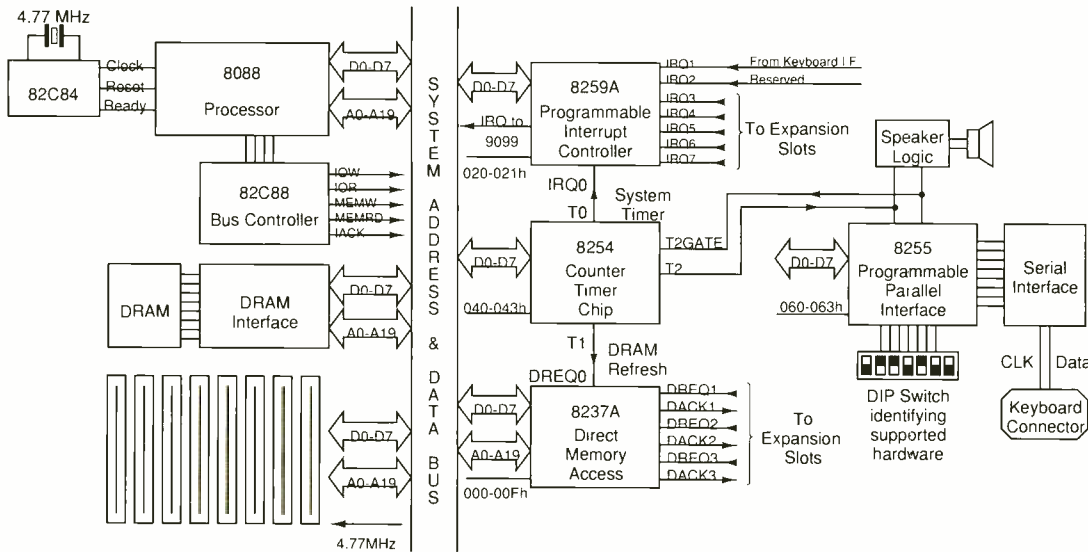 4.77 MHz
82C84
Clock
Reset
Ready
8088
Processor
D0-D7
A0-A19
82C88
Bus Controller
IOW
IOR
MEMW
MEMRD
IACK
DRAM
DRAM
Interface
D0-D7
A0-A19
D0-D7
A0-A19
4.77MHz
SYSTEM ADDRESS & DATA BUS
D0-D7
IRQ to
9099
020-021h
8259A
Programmable
Interrupt
Controller
IRQ1
From Keyboard I F
IRQ2
Reserved
IRQ3
IRQ4
IRQ5
IRQ6
IRQ7
To Expansion
Slots
IRQ0
T0
System
Timer
D0-D7
040-043h
8254
Counter
Timer
Chip
T2GATE
T2
T1
DRAM
Refresh
DREQ0
D0-D7
A0-A19
000-00Fh
8237A
Direct
Memory
Access
DREQ1
DACK1
DREQ2
DACK2
DREQ3
DACK3
To
Expansion
Slots
Speaker
Logic
D0-D7
060-063h
8255
Programmable
Parallel
Interface
Serial
Interface
DIP Switch
identifying
supported
hardware
CLK
Data
Keyboard
Connector